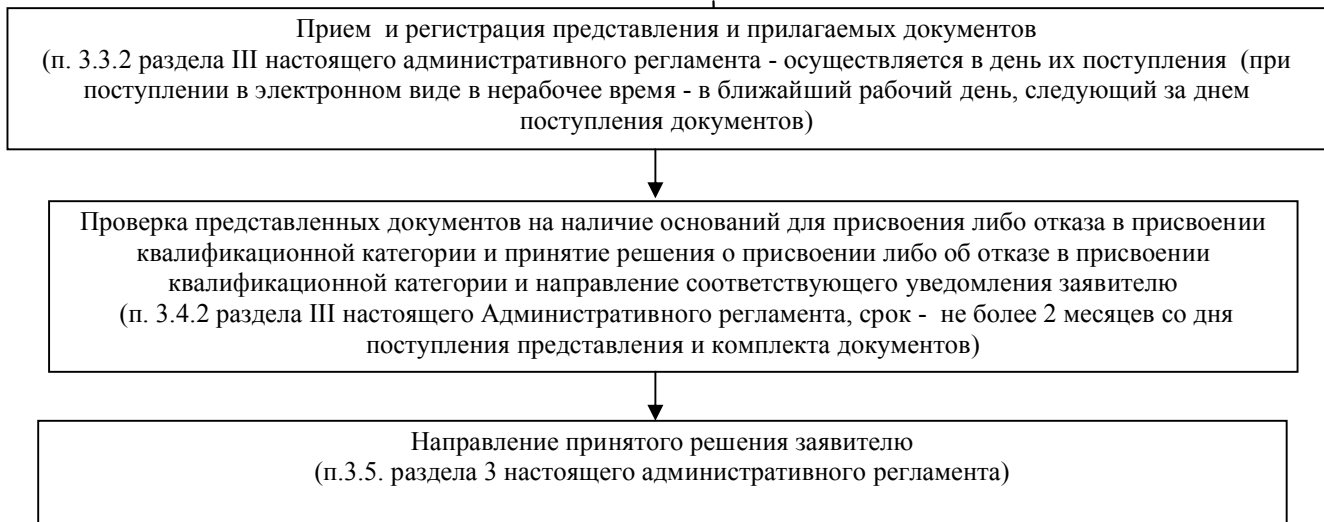 Прием  и регистрация представления и прилагаемых документов
(п. 3.3.2 раздела III настоящего административного регламента - осуществляется в день их поступления  (при
поступлении в электронном виде в нерабочее время - в ближайший рабочий день, следующий за днем
поступления документов)
Проверка представленных документов на наличие оснований для присвоения либо отказа в присвоении
квалификационной категории и принятие решения о присвоении либо об отказе в присвоении
квалификационной категории и направление соответствующего уведомления заявителю
(п. 3.4.2 раздела III настоящего Административного регламента, срок -  не более 2 месяцев со дня
поступления представления и комплекта документов)
Направление принятого решения заявителю
(п.3.5. раздела 3 настоящего административного регламента)